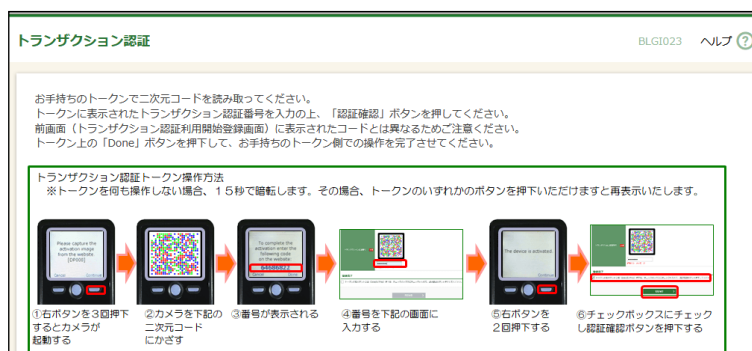 トランザクション認証
BLGI023 ヘルプ ?
お手持ちのトークンで二次元コードを読み取ってください。
トークンに表示されたトランザクション認証番号を入力の上、「認証確認」ボタンを押してください。
前画面（トランザクション認証利用開始登録画面）に表示されたコードとは異なるためご注意ください。
トークン上の「Done」ボタンを押下して、お手持ちのトークン側での操作を完了させてください。
トランザクション認証トークン操作方法
※トークンを何も操作しない場合、１５秒で暗転します。その場合、トークンのいずれかのボタンを押下いただけますと再表示いたします。
Please capture the
activation image
from the website.
Cancel
To complete the
activation enter the
following code
on the website:
The device is activated
①右ボタンを３回押下
するとカメラが
起動する
②カメラを下記の
二次元コード
にかざす
③番号が表示される
④番号を下記の画面に
入力する
⑤右ボタンを
２回押下する
⑥チェックボックスにチェック
し認証確認ボタンを押下する